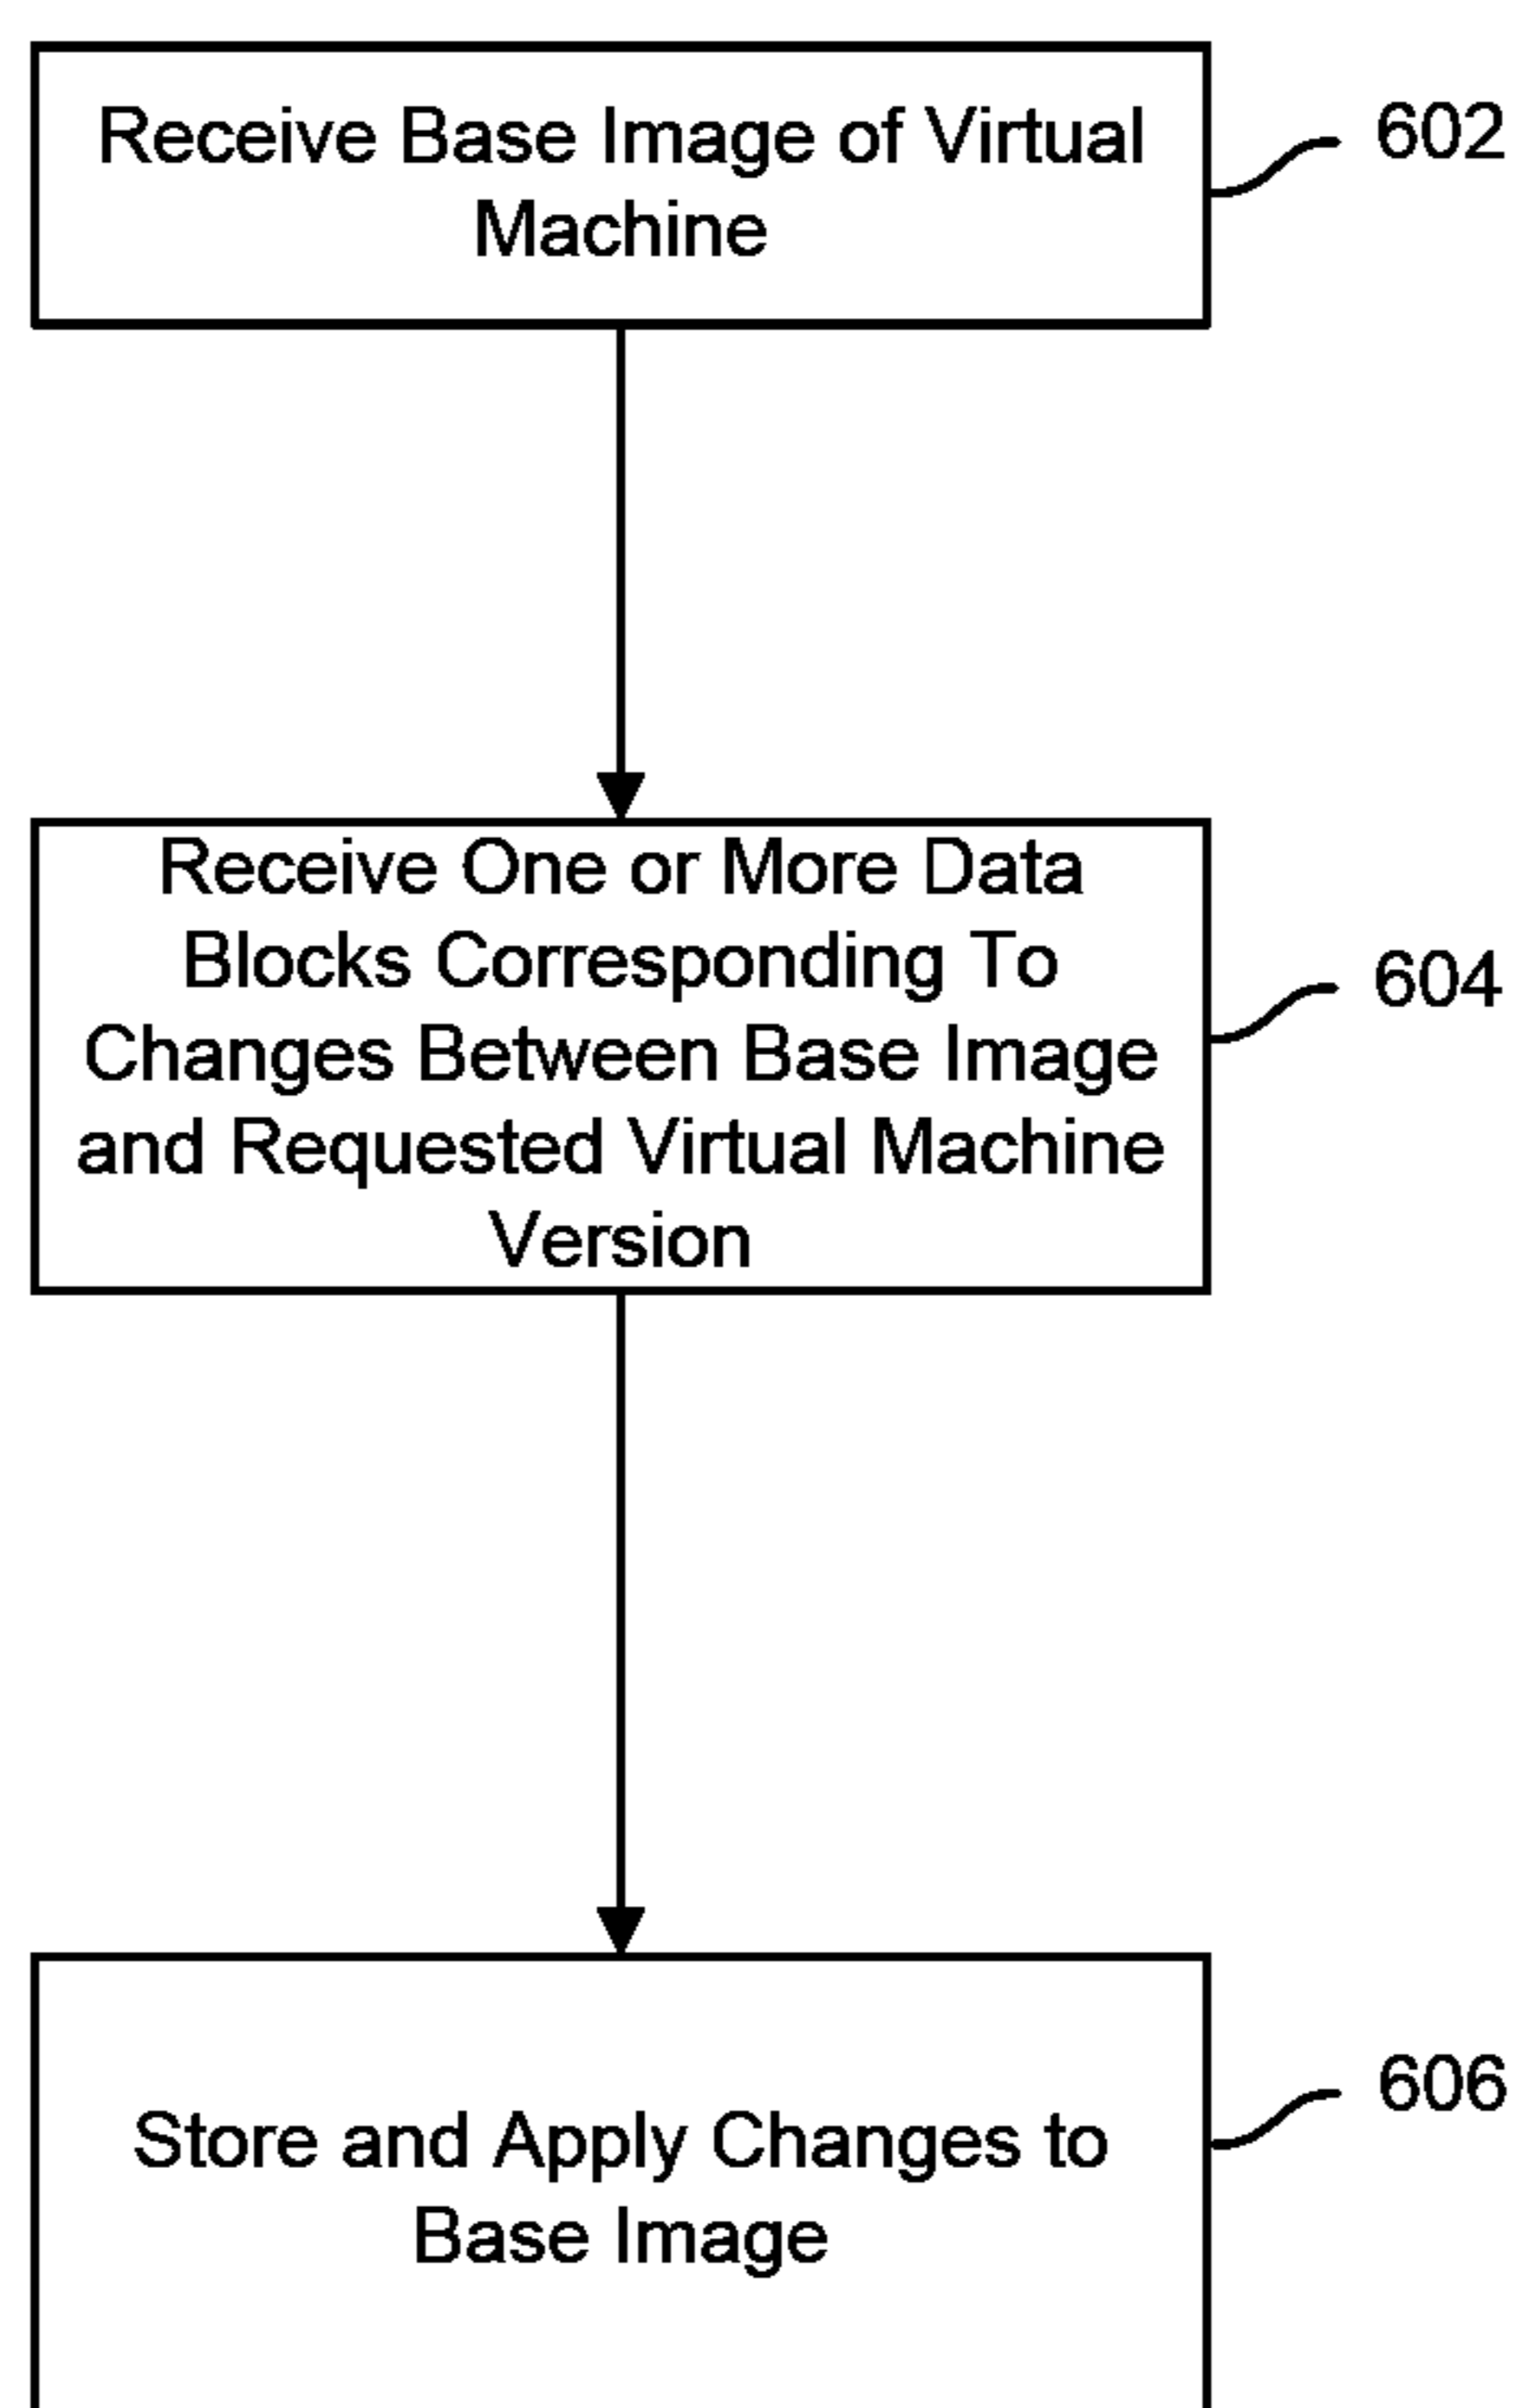 Receive Base Image of Virtual
Machine
602
Receive One or More Data
Blocks Corresponding To
Changes Between Base Image
and Requested Virtual Machine
Version
604
Store and Apply Changes to
Base Image
606